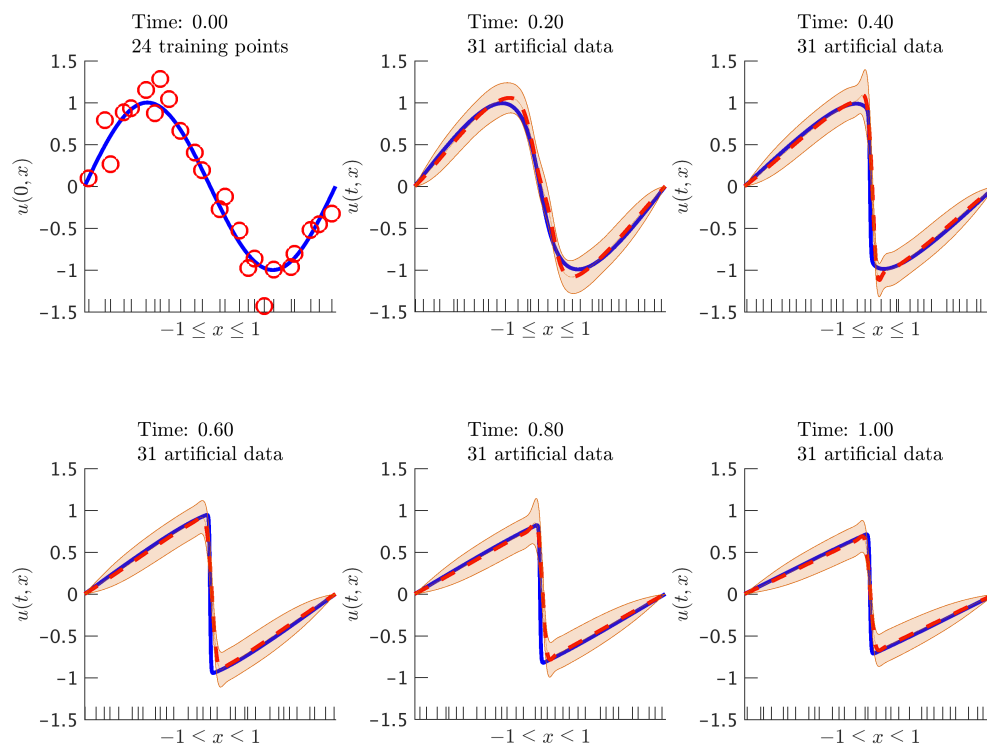 Time: 0.00
24 training points
1.5
1
0.5
0
−0.5
−1
−1.5
u(0, x)
−1 ≤ x ≤ 1
Time: 0.20
31 artificial data
1.5
1
0.5
0
−0.5
−1
−1.5
u(t, x)
−1 ≤ x ≤ 1
Time: 0.40
31 artificial data
1.5
1
0.5
0
−0.5
−1
−1.5
u(t, x)
−1 ≤ x ≤ 1
Time: 0.60
31 artificial data
1.5
1
0.5
0
−0.5
−1
−1.5
u(t, x)
−1 < x < 1
Time: 0.80
31 artificial data
1.5
1
0.5
0
−0.5
−1
−1.5
u(t, x)
−1 < x < 1
Time: 1.00
31 artificial data
1.5
1
0.5
0
−0.5
−1
−1.5
u(t, x)
−1 < x < 1